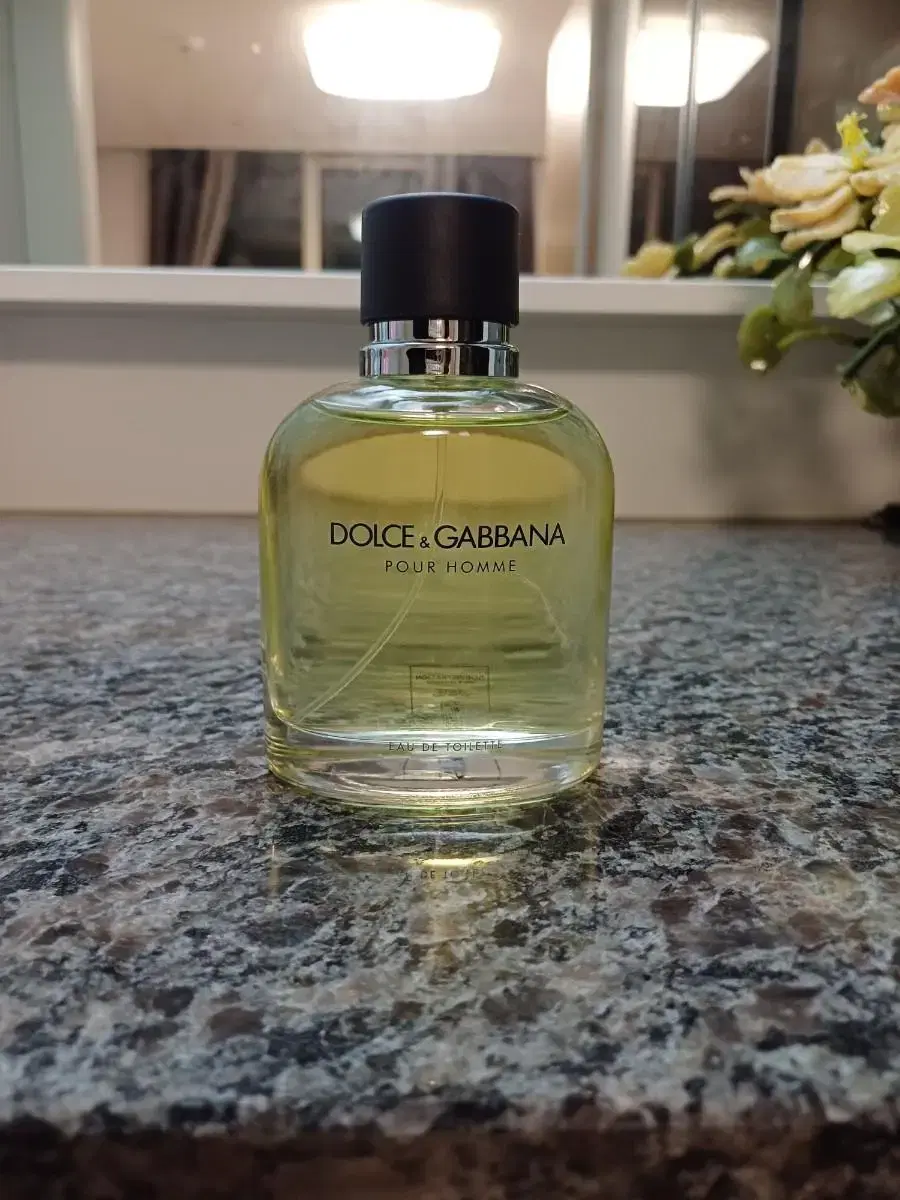 DOLCE & GABBANA
POUR HOMME
EAU DE TOILETTE